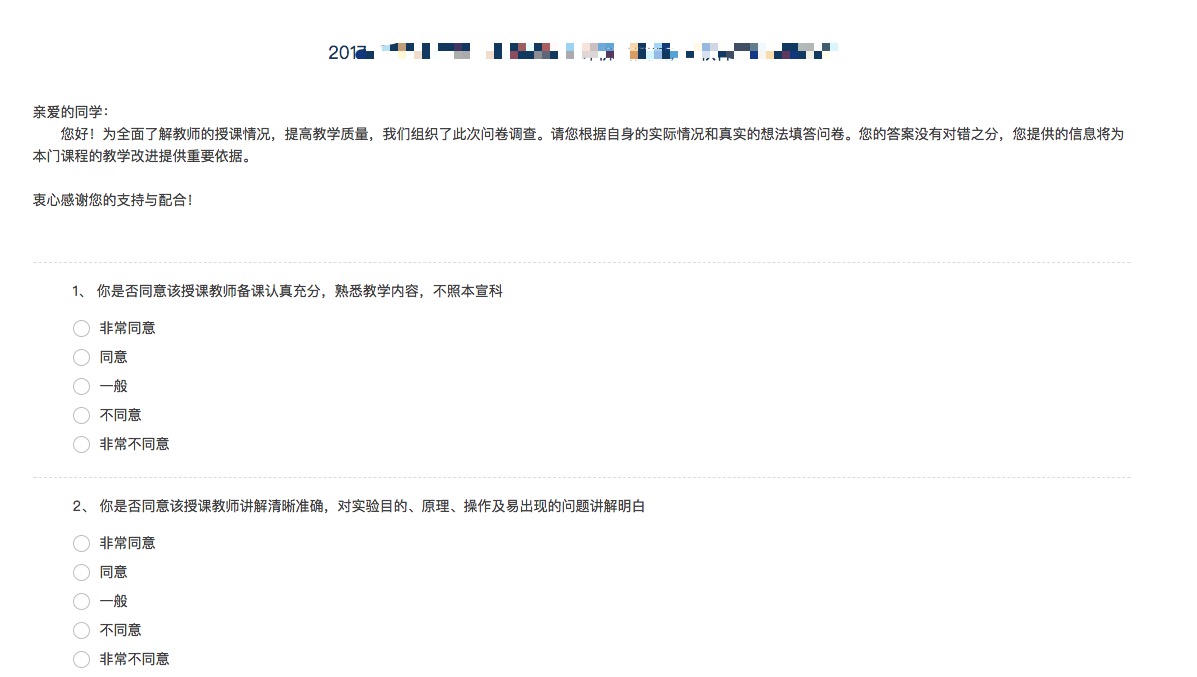 2017
亲爱的同学：
您好！为全面了解教师的授课情况，提高教学质量，我们组织了此次问卷调查。请您根据自身的实际情况和真实的想法填答问卷。您的答案没有对错之分，您提供的信息将为
本门课程的教学改进提供重要依据。
衷心感谢您的支持与配合！
1、 你是否同意该授课教师备课认真充分，熟悉教学内容，不照本宣科
非常同意
同意
一般
不同意
非常不同意
2、 你是否同意该授课教师讲解清晰准确，对实验目的、原理、操作及易出现的问题讲解明白
非常同意
同意
一般
不同意
非常不同意